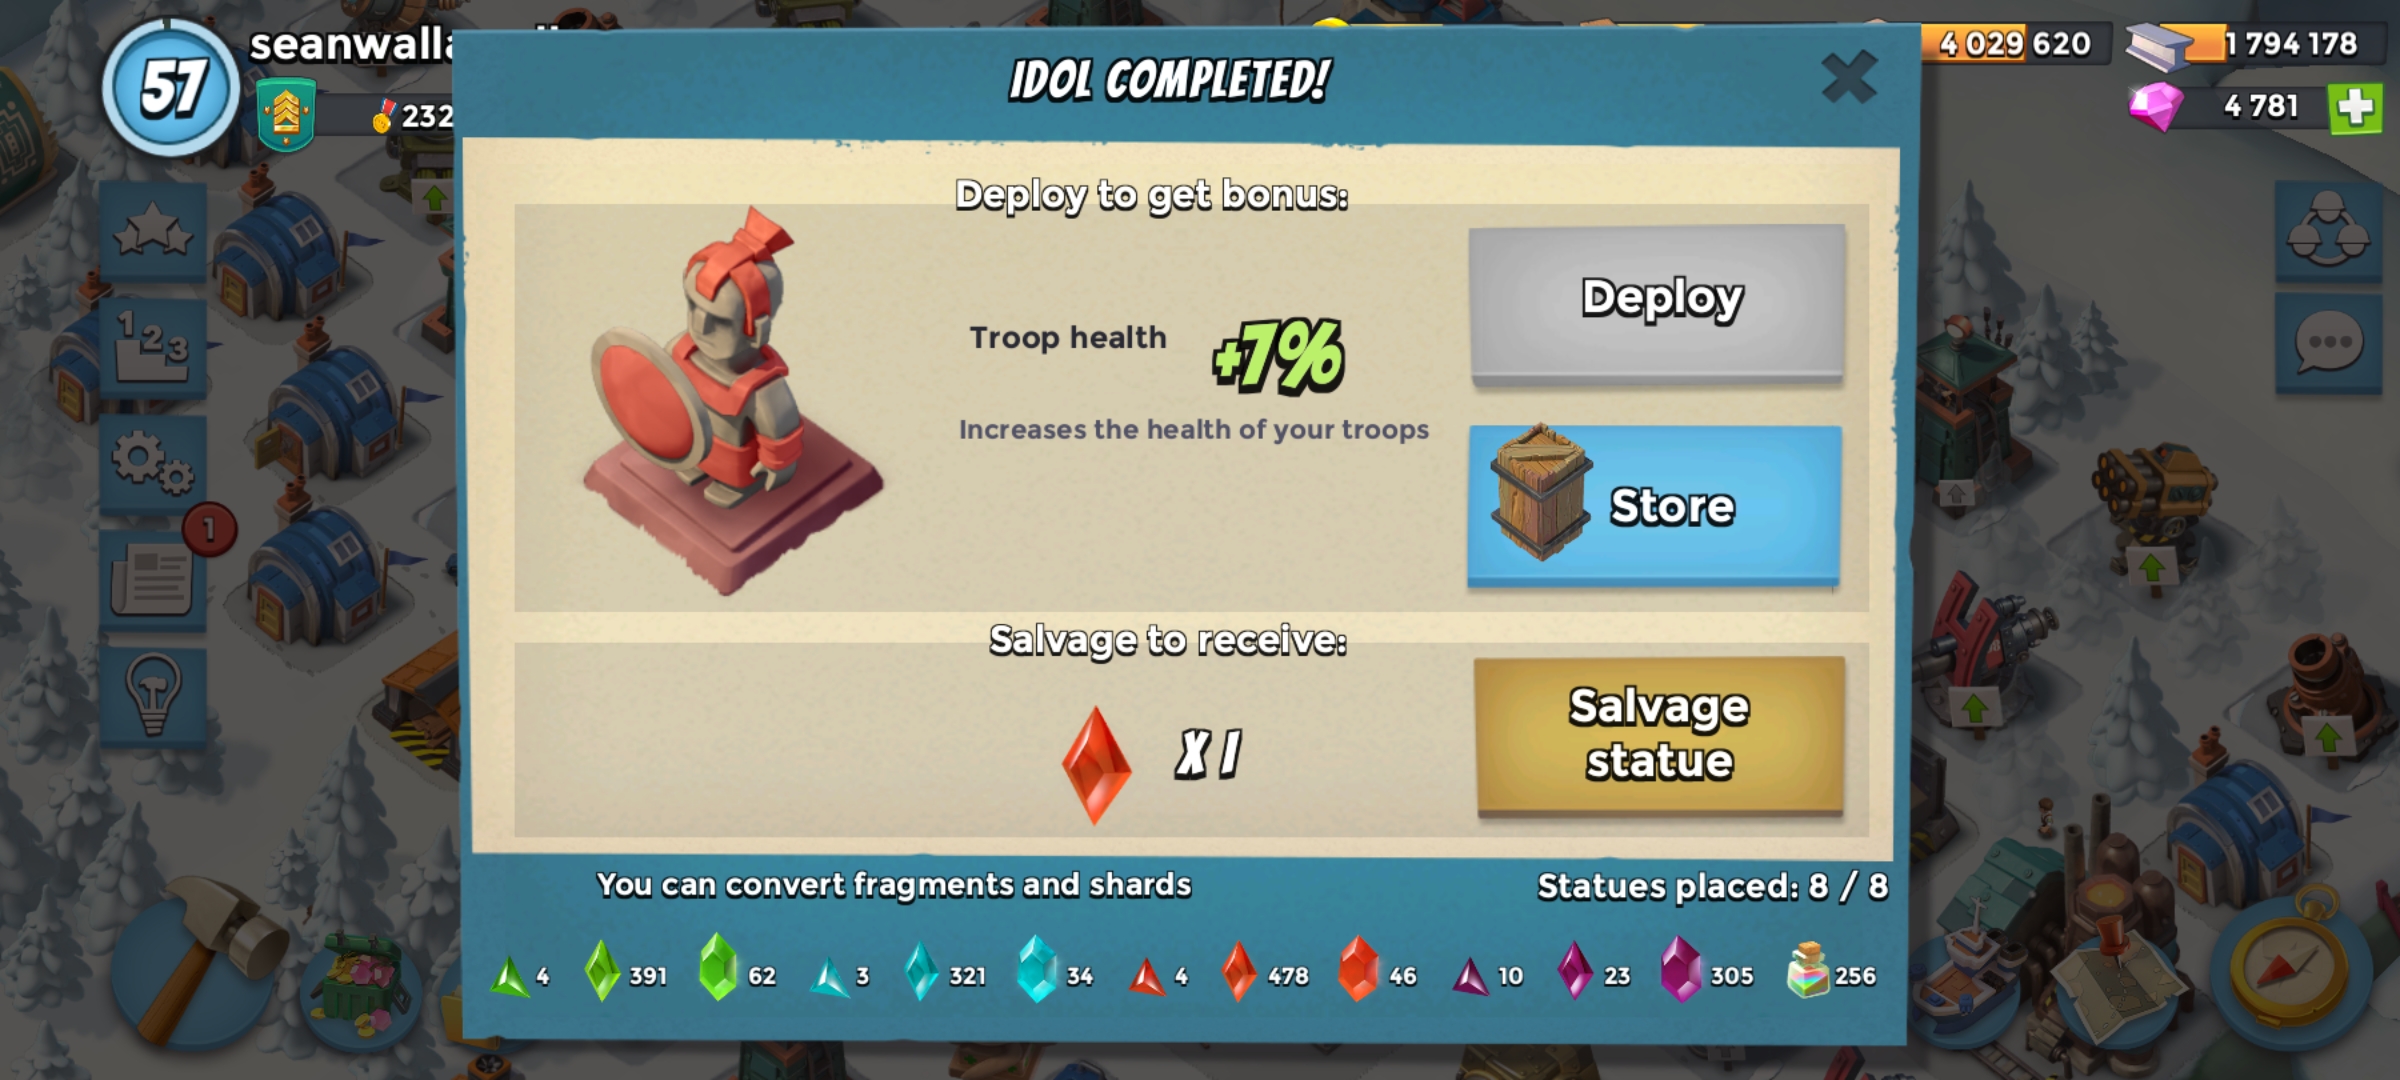 57
232
4 029 620
1 794 178
4 781
IDOL COMPLETED!
Deploy to get bonus:
Troop health
+7%
Increases the health of your troops
Deploy
Store
Salvage to receive:
X 1
Salvage
statue
1 2 3
1
You can convert fragments and shards
Statues placed: 8 / 8
4 391 62 3 321 34 4 478 46 10 23 305 256